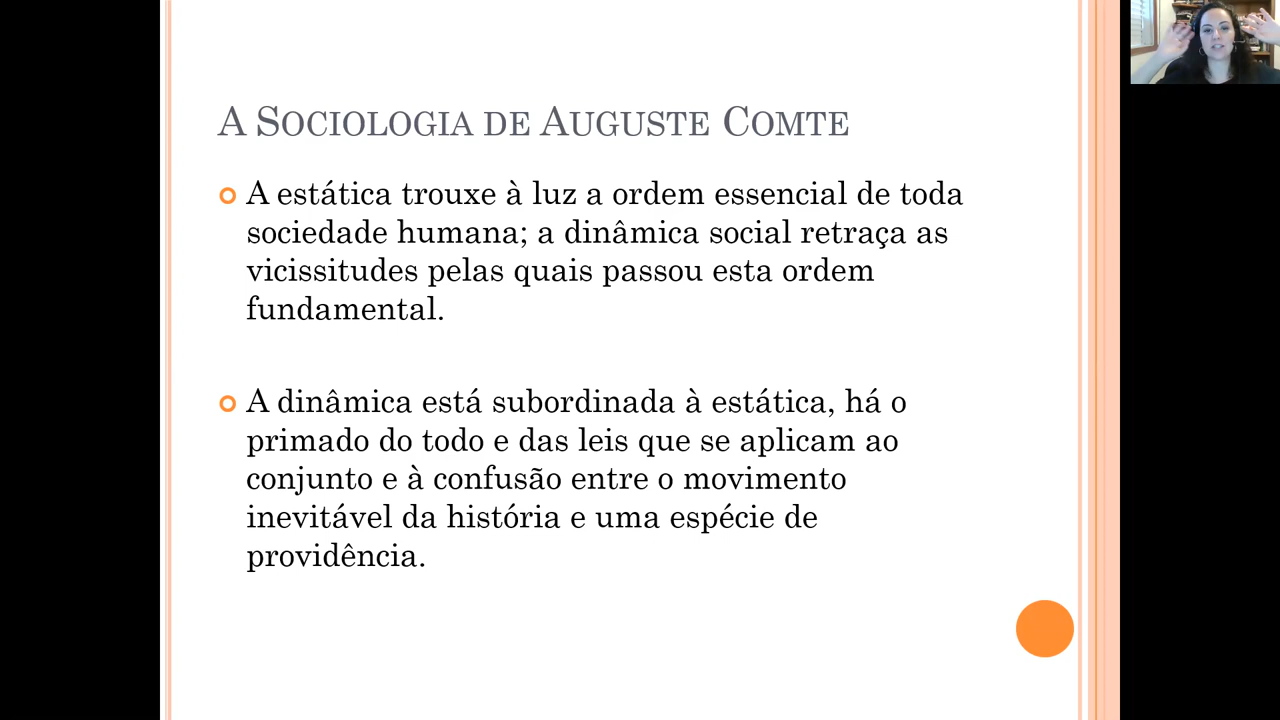 A Sociologia de Auguste Comte
A estática trouxe à luz a ordem essencial de toda
sociedade humana; a dinâmica social retraça as
vicissitudes pelas quais passou esta ordem
fundamental.
A dinâmica está subordinada à estática, há o
primado do todo e das leis que se aplicam ao
conjunto e à confusão entre o movimento
inevitável da história e uma espécie de
providência.